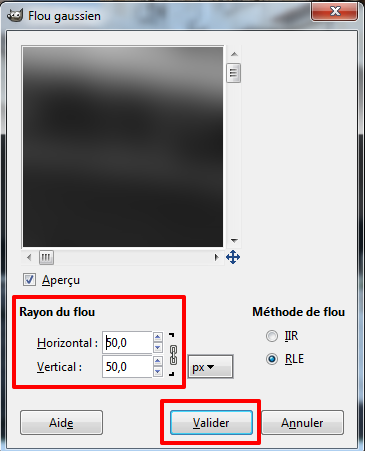 Flou gaussien
Aperçu
Rayon du flou
Horizontal : 50,0
Vertical : 50,0
px
Méthode de flou
IIR
RLE
Aide
Valider
Annuler